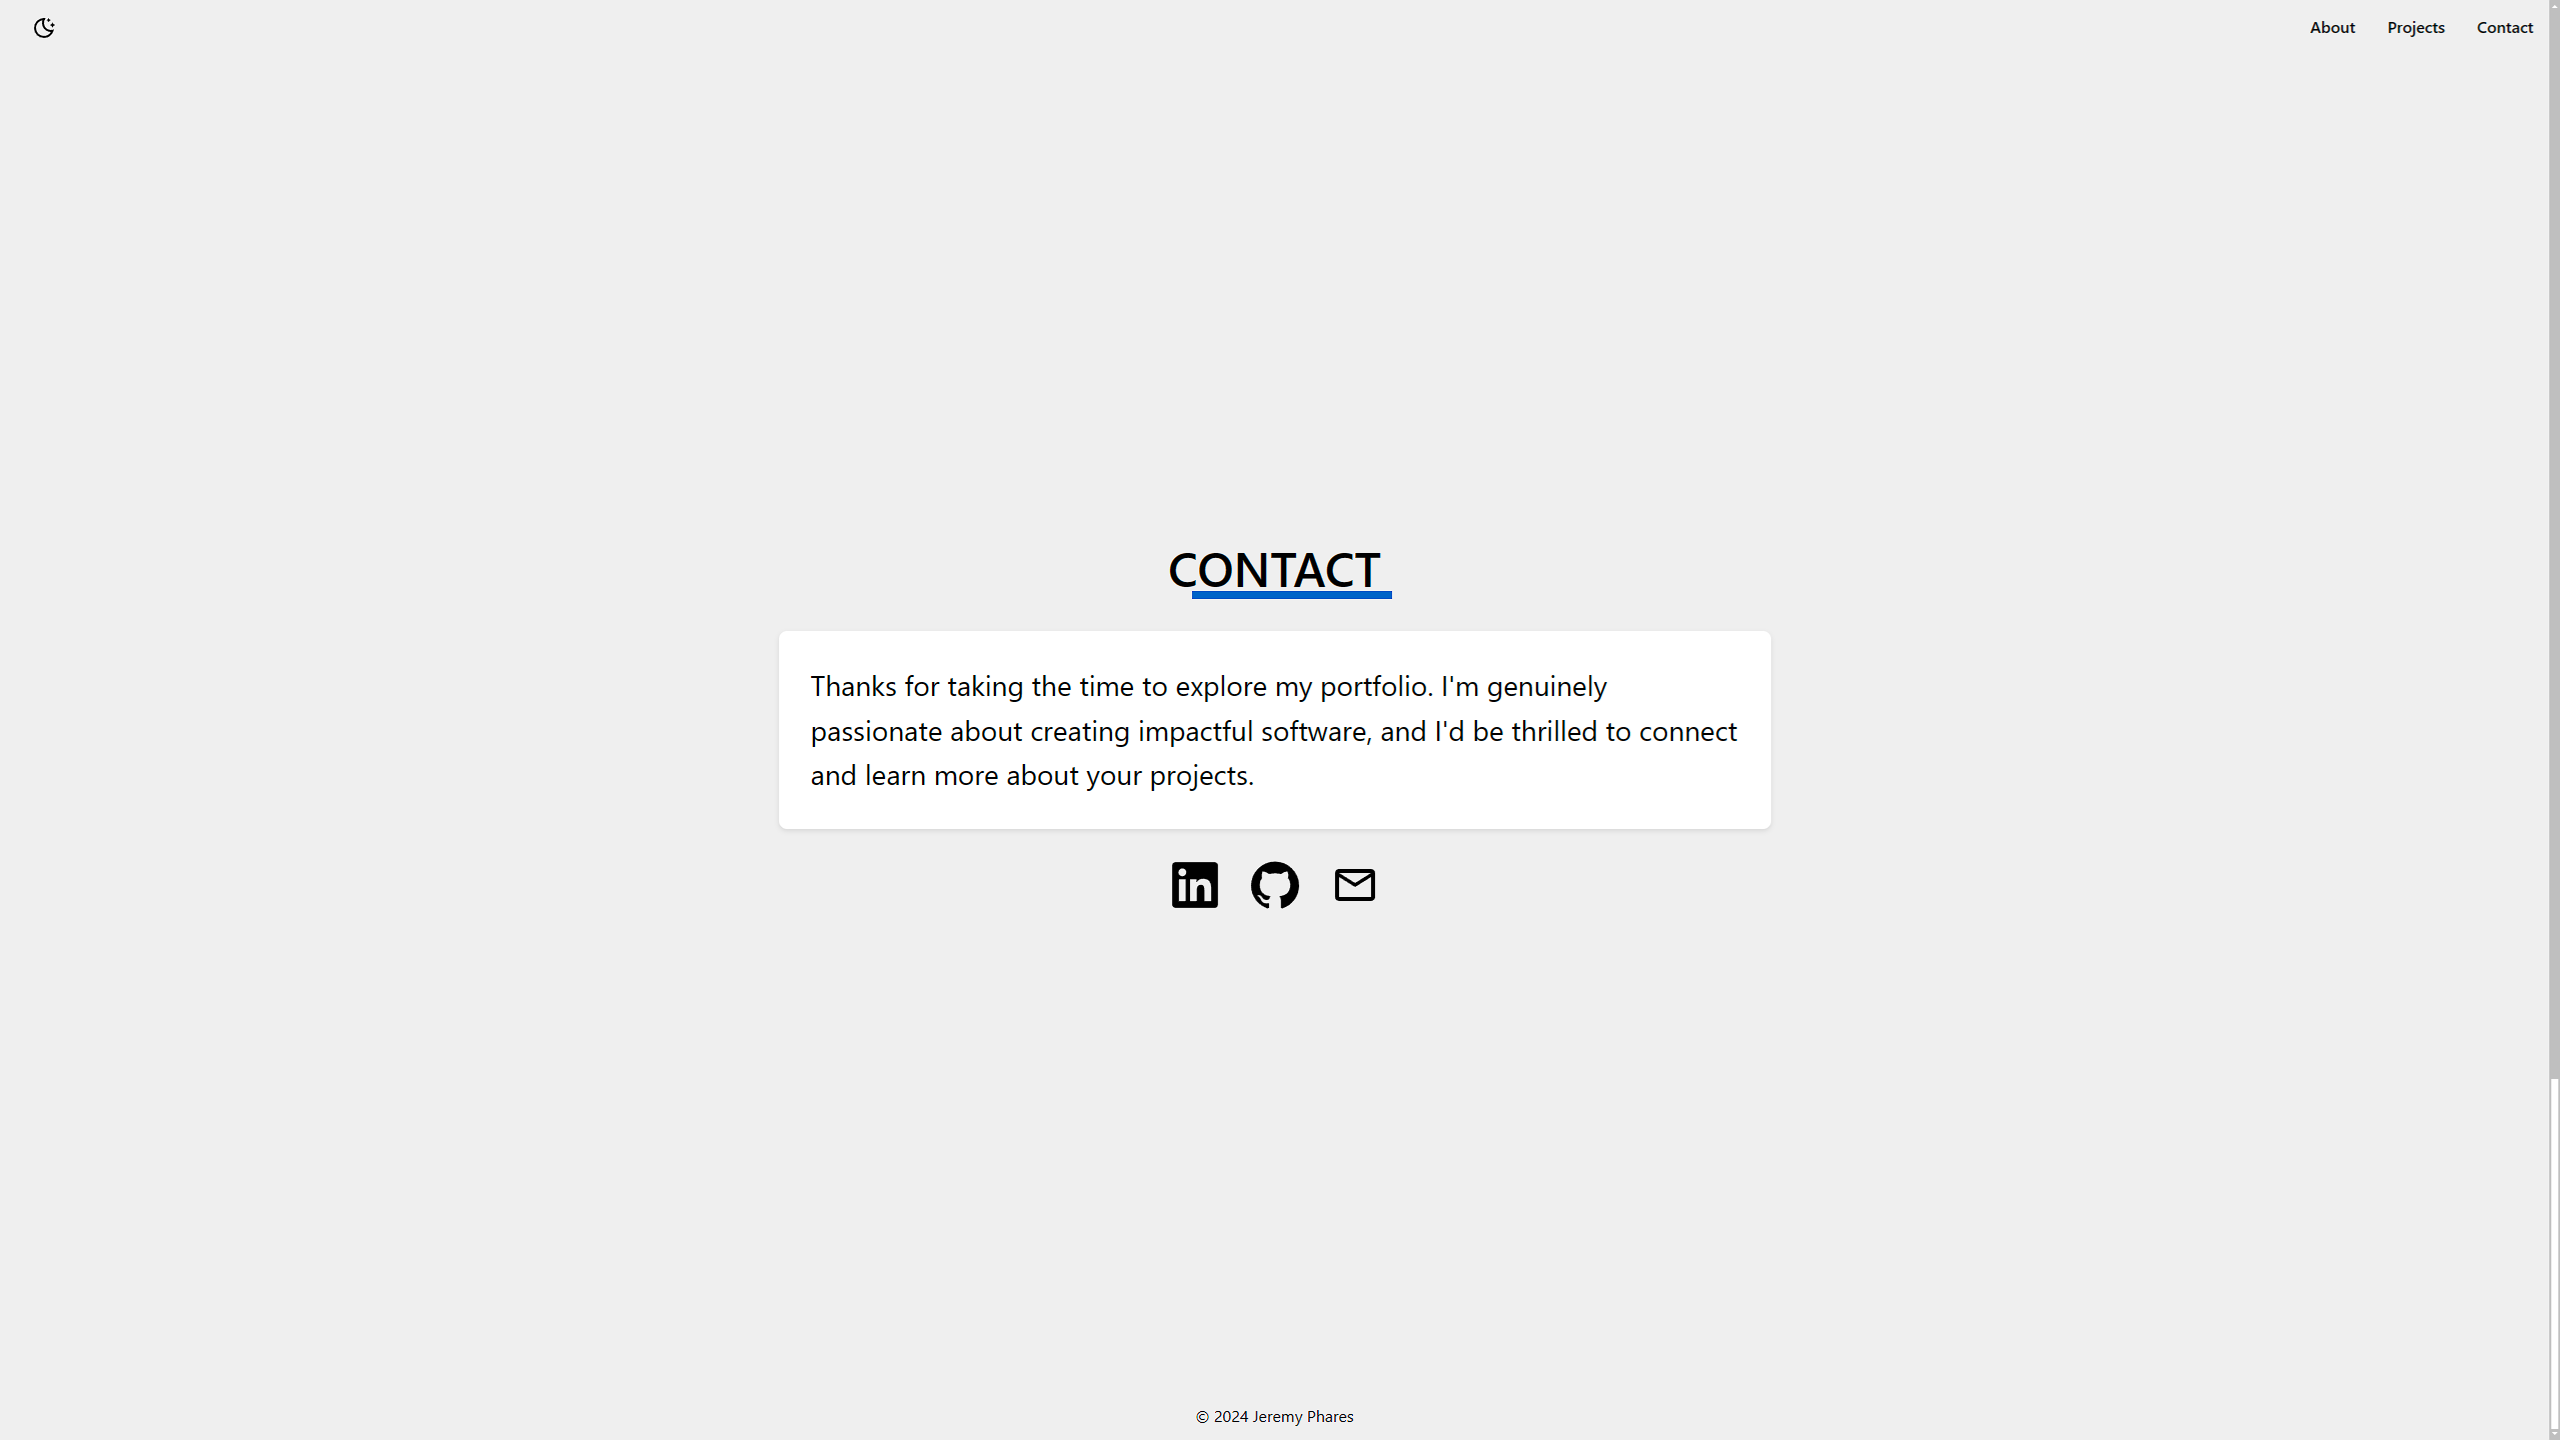 About
Projects
Contact
CONTACT
Thanks for taking the time to explore my portfolio. I'm genuinely
passionate about creating impactful software, and I'd be thrilled to connect
and learn more about your projects.
in
© 2024 Jeremy Phares